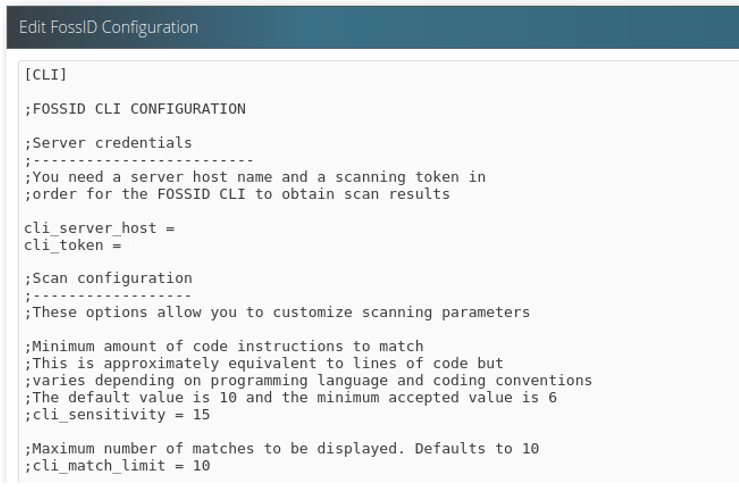 Edit FossID Configuration
[CLI]
;FOSSID CLI CONFIGURATION
;Server credentials
;-------------------------
;You need a server host name and a scanning token in
;order for the FOSSID CLI to obtain scan results
cli_server_host =
cli_token =
;Scan configuration
;------------------
;These options allow you to customize scanning parameters
;Minimum amount of code instructions to match
;This is approximately equivalent to lines of code but
;varies depending on programming language and coding conventions
;The default value is 10 and the minimum accepted value is 6
;cli_sensitivity = 15
;Maximum number of matches to be displayed. Defaults to 10
;cli_match_limit = 10